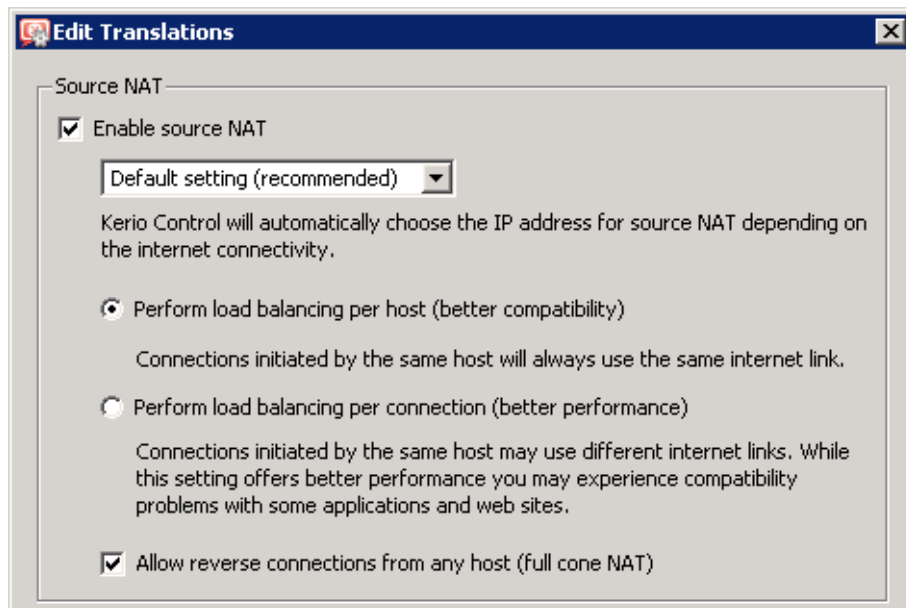 Edit Translations
Source NAT
Enable source NAT
Default setting (recommended)
Kerio Control will automatically choose the IP address for source NAT depending on
the internet connectivity.
Perform load balancing per host (better compatibility)
Connections initiated by the same host will always use the same internet link.
Perform load balancing per connection (better performance)
Connections initiated by the same host may use different internet links. While
this setting offers better performance you may experience compatibility
problems with some applications and web sites.
Allow reverse connections from any host (full cone NAT)